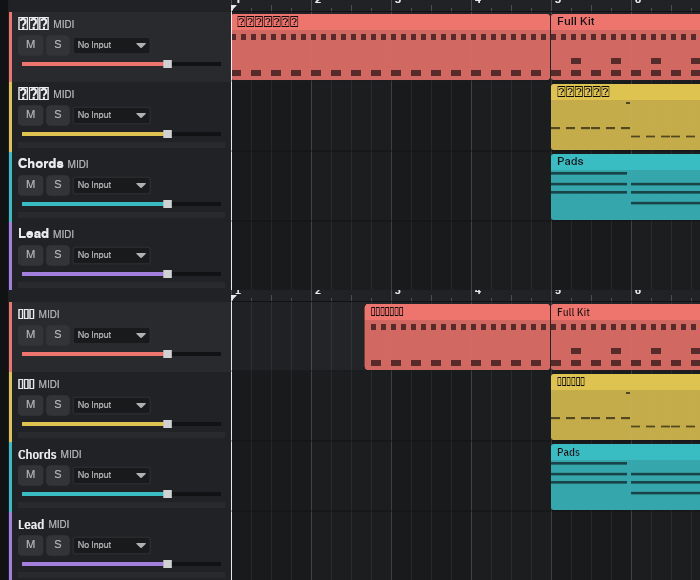 1 2 3 4 5 6
MIDI
Full Kit
M S No Input
MIDI
M S No Input
Chords MIDI
Pads
M S No Input
Lead MIDI
M S No Input
1 2 3 4 5 6
MIDI
Full Kit
M S No Input
MIDI
M S No Input
Chords MIDI
Pads
M S No Input
Lead MIDI
M S No Input